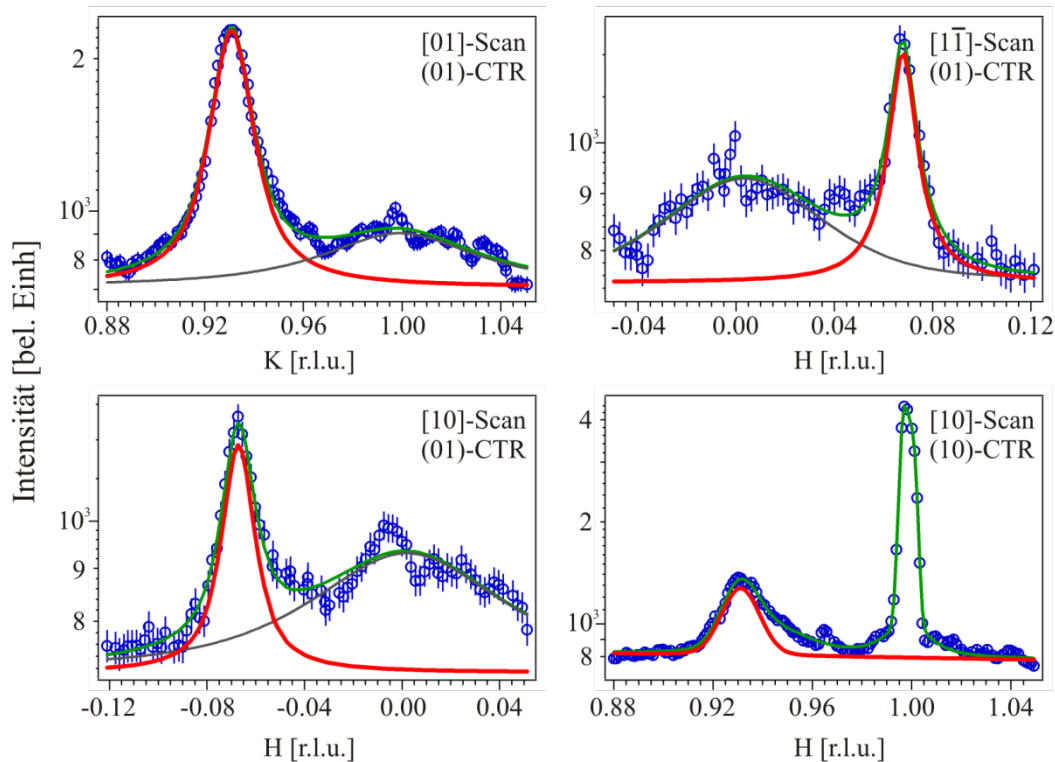 Intensität [bel. Einh]
[01]-Scan
(01)-CTR
2
10³
8
0.88 0.92 0.96 1.00 1.04
K [r.l.u.]
[11̅]-Scan
(01)-CTR
10³
9
8
-0.04 0.00 0.04 0.08 0.12
H [r.l.u.]
[10]-Scan
(01)-CTR
10³
9
8
-0.12 -0.08 -0.04 0.00 0.04
H [r.l.u.]
[10]-Scan
(10)-CTR
4
2
10³
8
0.88 0.92 0.96 1.00 1.04
H [r.l.u.]